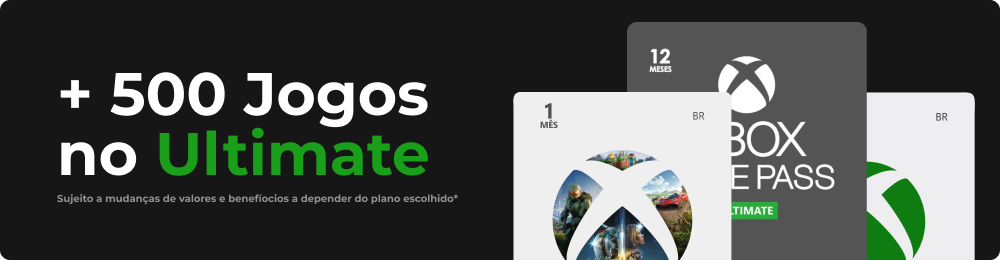 + 500 Jogos
no Ultimate
Sujeito a mudanças de valores e benefíocios a depender do plano escolhido*
1
MÊS
BR
12
MESES
BOX
E PASS
LTIMATE
BR